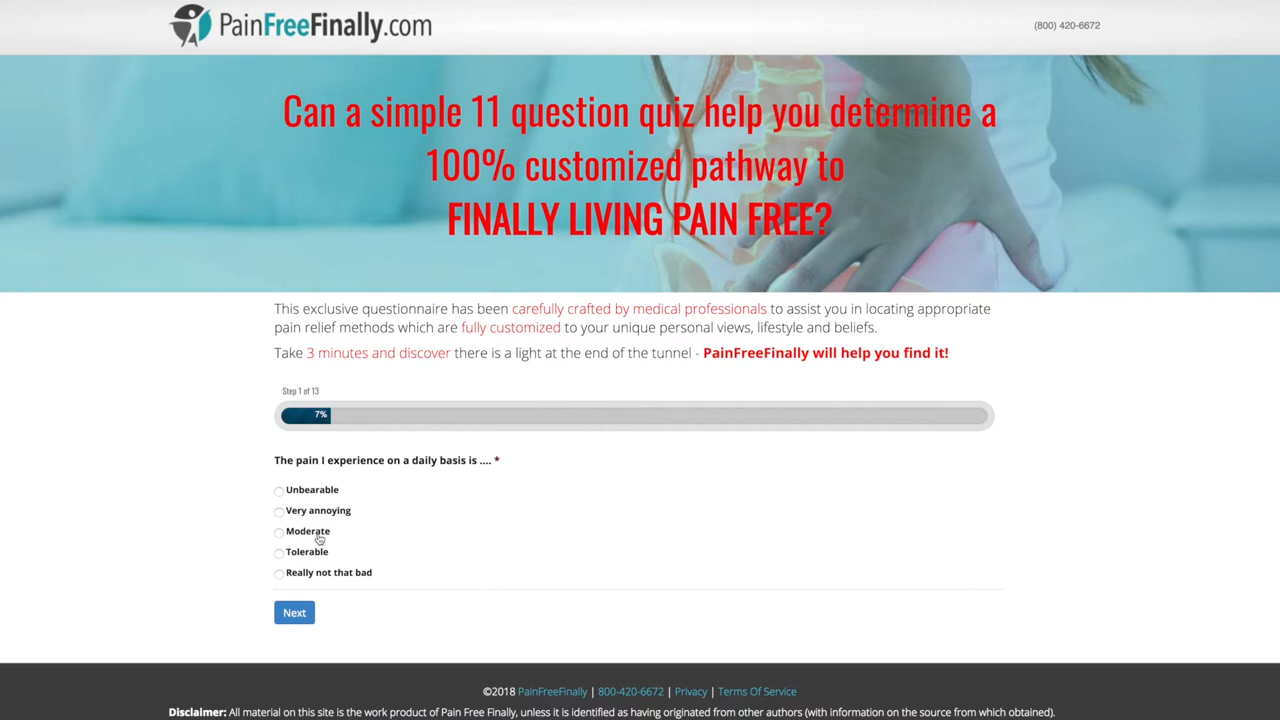 PainFreeFinally.com
(800) 420-6672
Can a simple 11 question quiz help you determine a
100% customized pathway to
FINALLY LIVING PAIN FREE?
This exclusive questionnaire has been carefully crafted by medical professionals to assist you in locating appropriate
pain relief methods which are fully customized to your unique personal views, lifestyle and beliefs.
Take 3 minutes and discover there is a light at the end of the tunnel - PainFreeFinally will help you find it!
Step 1 of 13
7%
The pain I experience on a daily basis is .... *
Unbearable
Very annoying
Moderate
Tolerable
Really not that bad
Next
©2018 PainFreeFinally | 800-420-6672 | Privacy | Terms Of Service
Disclaimer: All material on this site is the work product of Pain Free Finally, unless it is identified as having originated from other authors (with information on the source from which obtained).